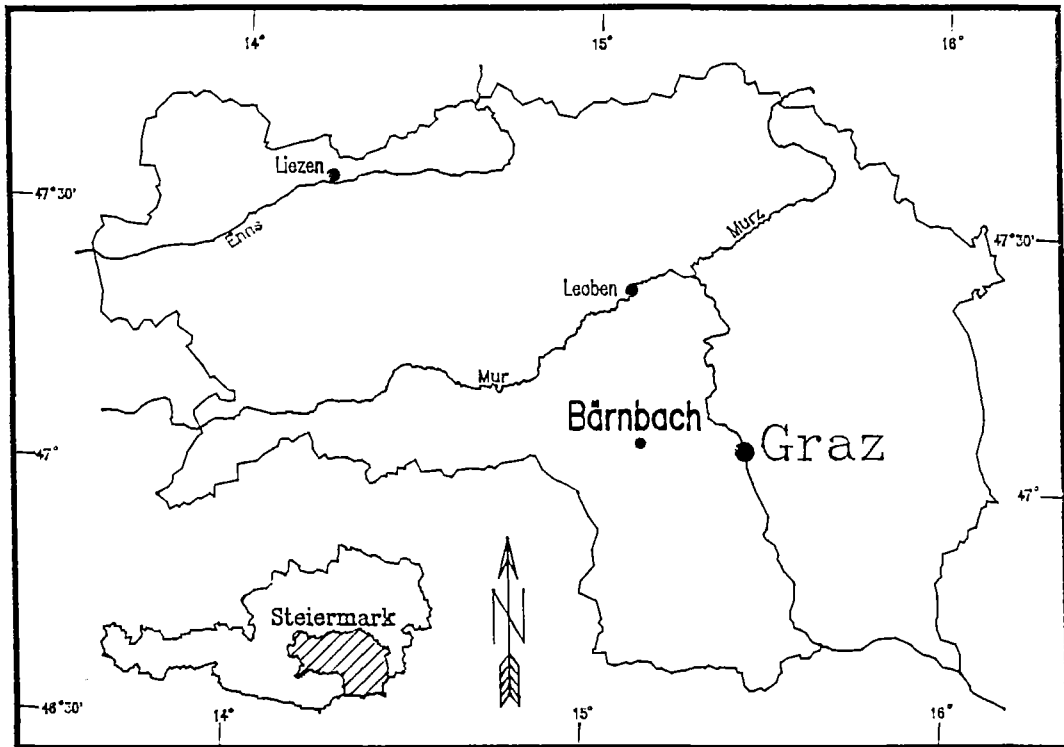 14° 15° 16°
Liezen
47°30'
Enns
Mürz
47°30'
Leoben
Mur
Bärnbach
Graz
47°
47°
N
Steiermark
46°30'
14° 15° 16°